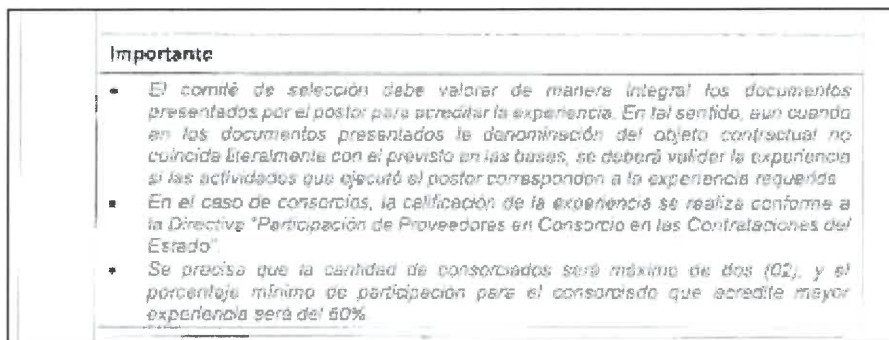 Importante
• El comité de selección debe valorar de manera integral los documentos
presentados por el postor para acreditar la experiencia. En tal sentido, aun cuando
en los documentos presentados la denominación del objeto contractual no
coincida literalmente con el previsto en las bases, se deberá validar la experiencia
si las actividades que ejecutó el postor corresponden a la experiencia requerida
• En el caso de consorcios, la calificación de la experiencia se realiza conforme a
la Directiva "Participación de Proveedores en Consorcio en las Contrataciones del
Estado".
• Se precisa que la cantidad de consorciados será máximo de dos (02), y el
porcentaje mínimo de participación para el consorciado que acredite mayor
experiencia será del 60%